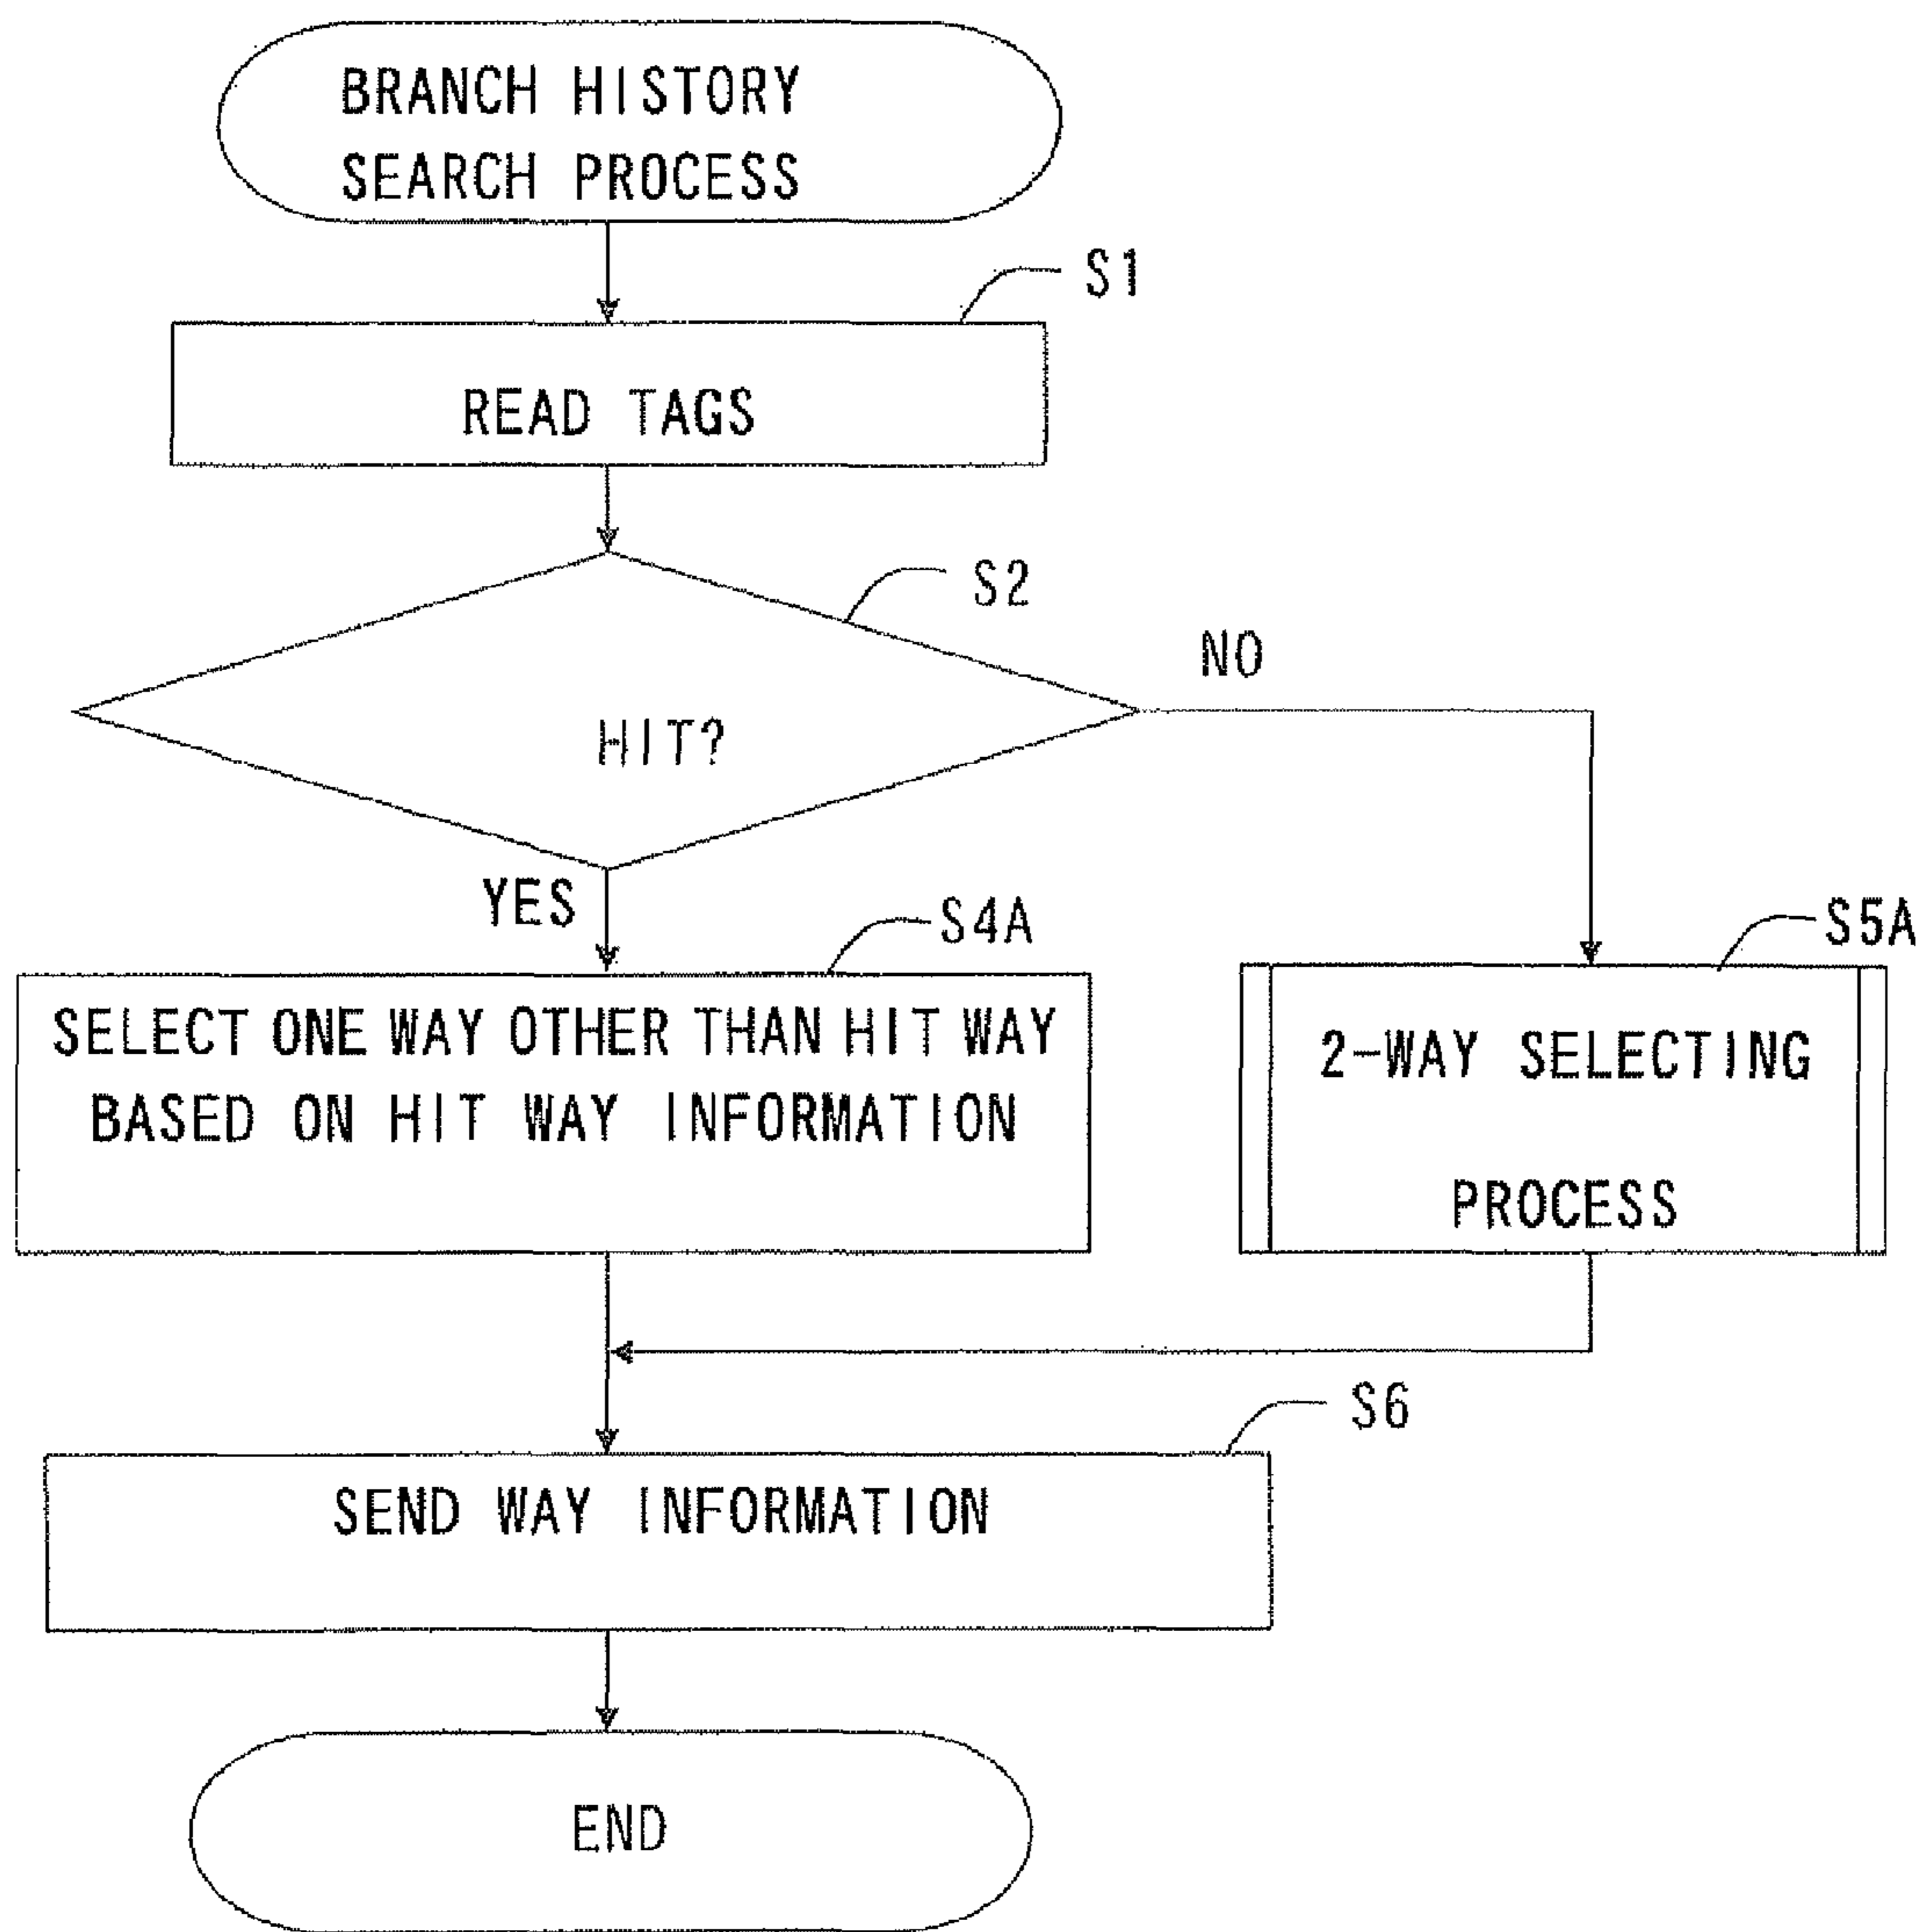 BRANCH HISTORY
SEARCH PROCESS
S1
READ TAGS
S2
NO
HIT?
YES
S4A
S5A
SELECT ONE WAY OTHER THAN HIT WAY
BASED ON HIT WAY INFORMATION
2-WAY SELECTING
PROCESS
S6
SEND WAY INFORMATION
END